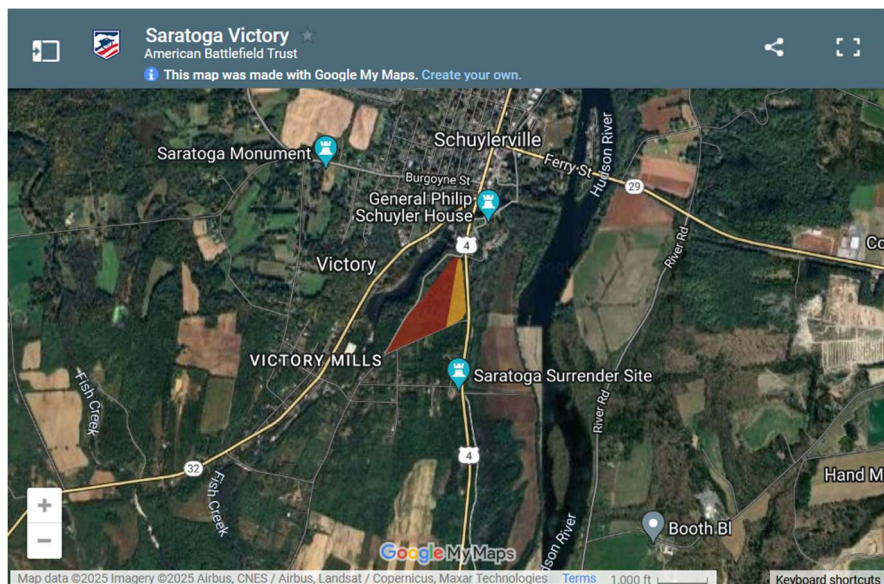 Saratoga Victory
American Battlefield Trust
This map was made with Google My Maps. Create your own.
Schuylerville
Saratoga Monument
Ferry St
Hudson River
Burgoyne St
29
General Philip
Schuyler House
River Rd
4
Co
Victory
VICTORY MILLS
Saratoga Surrender Site
Fish Creek
River Rd
4
32
Hand M
Fish Creek
+
Booth Bl
dson River
−
Google My Maps
Map data ©2025 Imagery ©2025 Airbus, CNES / Airbus, Landsat / Copernicus, Maxar Technologies Terms 1,000 ft Keyboard shortcuts